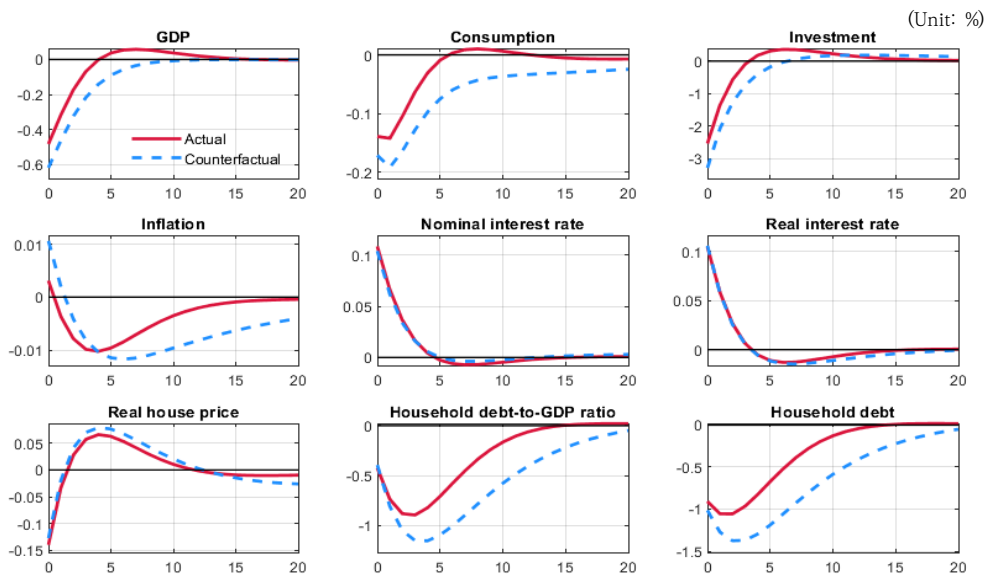 (Unit: %)
GDP
0
-0.2
-0.4
-0.6
Actual
Counterfactual
0 5 10 15 20
Consumption
0
-0.1
-0.2
0 5 10 15 20
Investment
0
-1
-2
-3
0 5 10 15 20
Inflation
0.01
0
-0.01
0 5 10 15 20
Nominal interest rate
0.1
0.05
0
0 5 10 15 20
Real interest rate
0.1
0.05
0
0 5 10 15 20
Real house price
0.05
0
-0.05
-0.1
-0.15
0 5 10 15 20
Household debt-to-GDP ratio
0
-0.5
-1
0 5 10 15 20
Household debt
0
-0.5
-1
-1.5
0 5 10 15 20